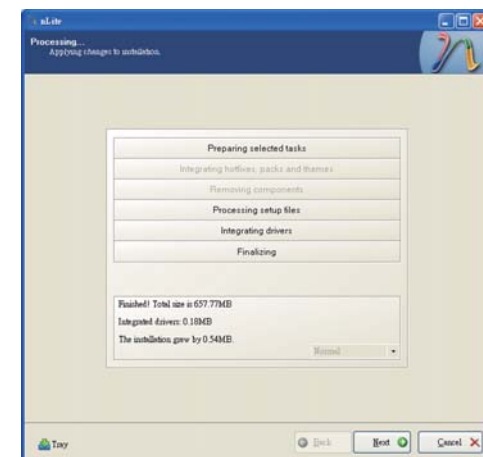 nLite
Processing...
Applying changes to installation.
Preparing selected tasks
Integrating hotfixes, packs and themes
Removing components
Processing setup files
Integrating drivers
Finalizing
Finished! Total size is 657.77MB
Integrated drivers: 0.18MB
The installation grew by 0.54MB.
Normal
Tray
Back
Next
Cancel